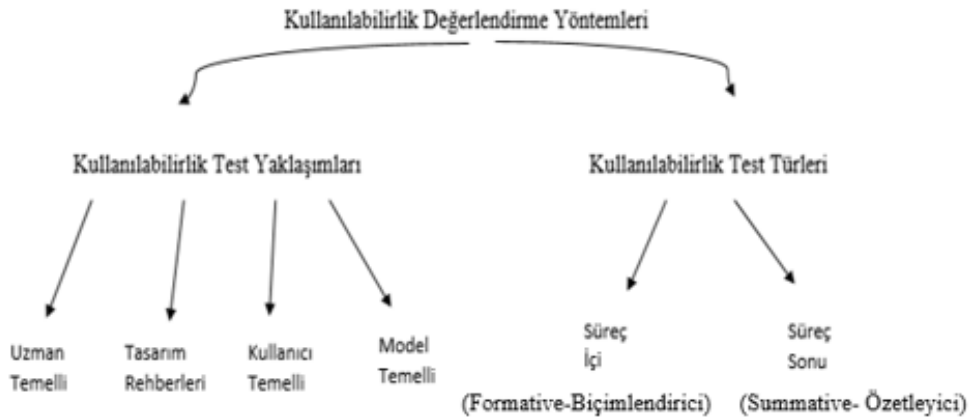 Kullanılabilirlik Değerlendirme Yöntemleri
Kullanılabilirlik Test Yaklaşımları
Kullanılabilirlik Test Türleri
Uzman
Temelli
Tasarım
Rehberleri
Kullanıcı
Temelli
Model
Temelli
Süreç
İçi
(Formative-Biçimlendirici)
Süreç
Sonu
(Summative- Özetleyici)